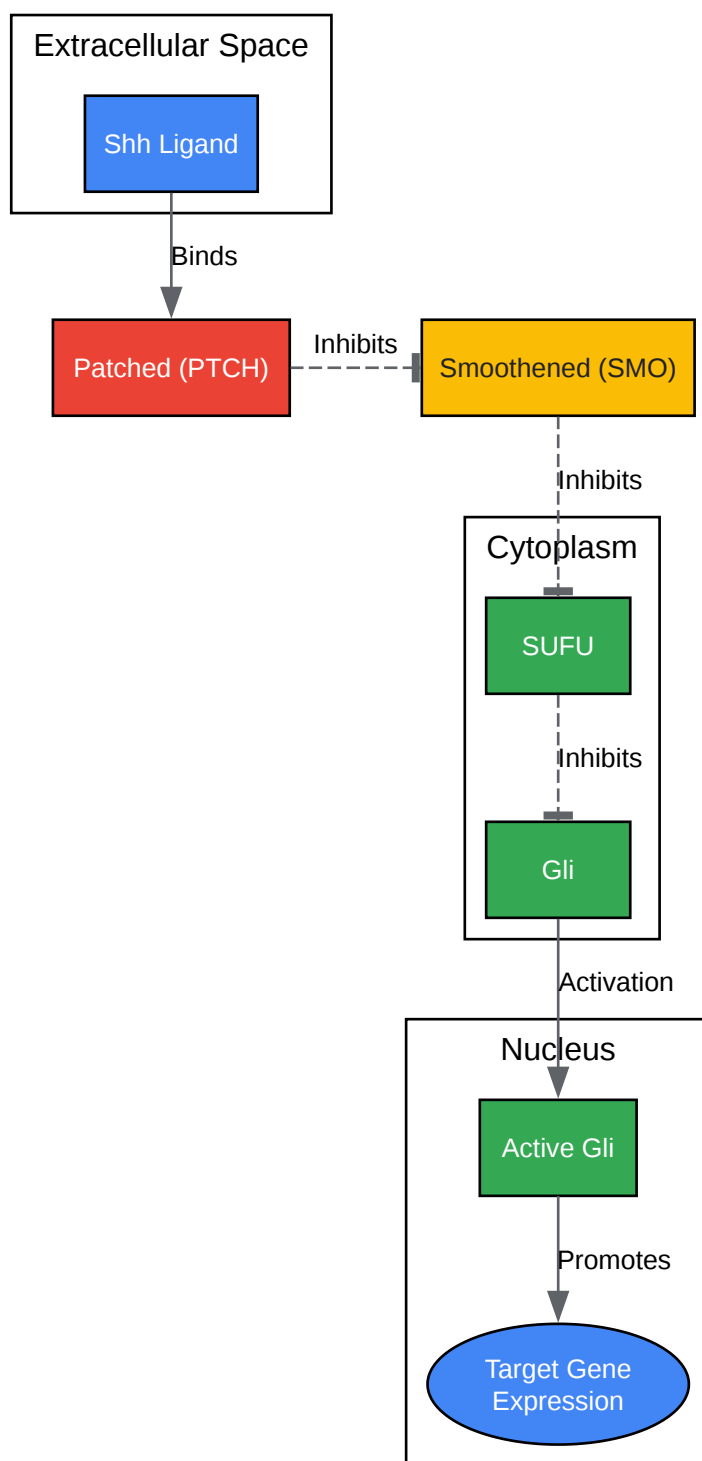 Extracellular Space
Shh Ligand
Binds
Patched (PTCH)
Inhibits
Smoothened (SMO)
Inhibits
Cytoplasm
SUFU
Inhibits
Gli
Activation
Nucleus
Active Gli
Promotes
Target Gene
Expression